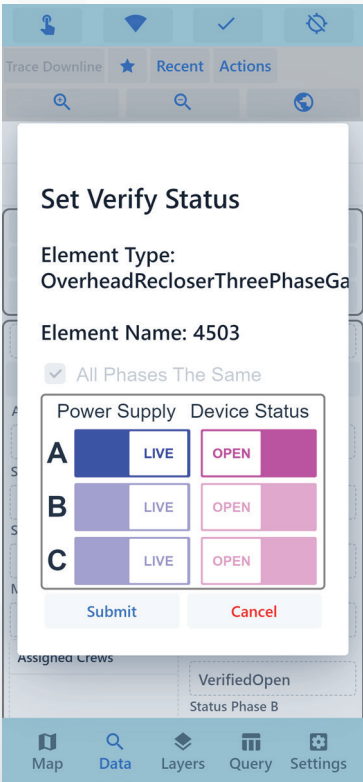 Trace Downline
Recent
Actions
Set Verify Status
Element Type:
OverheadRecloserThreePhaseGa
Element Name: 4503
All Phases The Same
Power Supply Device Status
A LIVE OPEN
B LIVE OPEN
C LIVE OPEN
Submit Cancel
Assigned Crews
VerifiedOpen
Status Phase B
Map Data Layers Query Settings